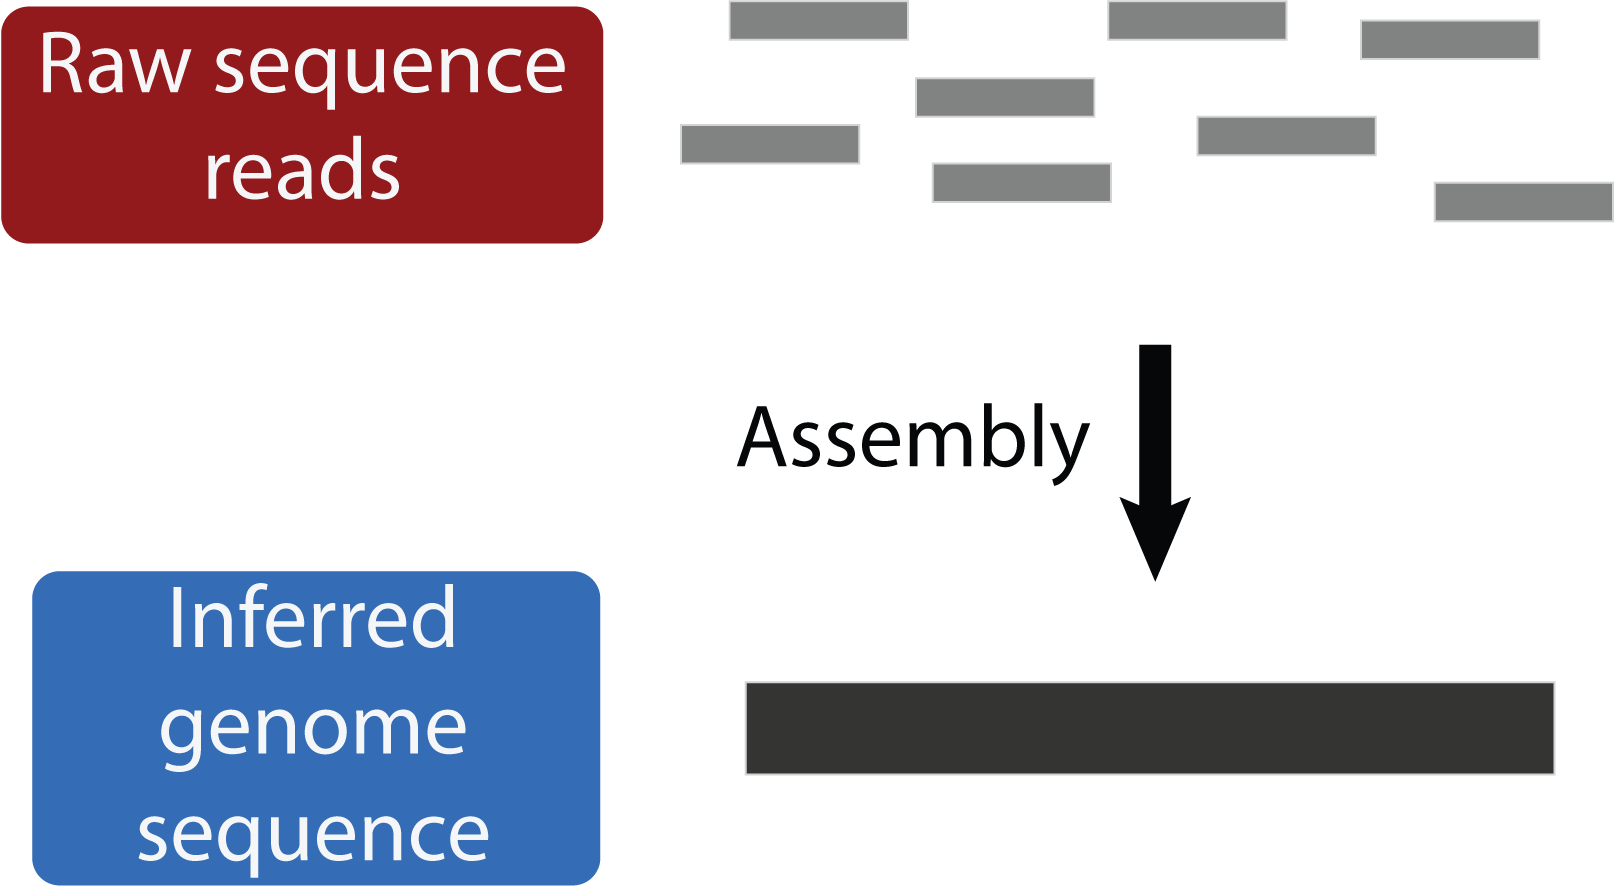 Raw sequence
reads
Assembly
Inferred
genome
sequence